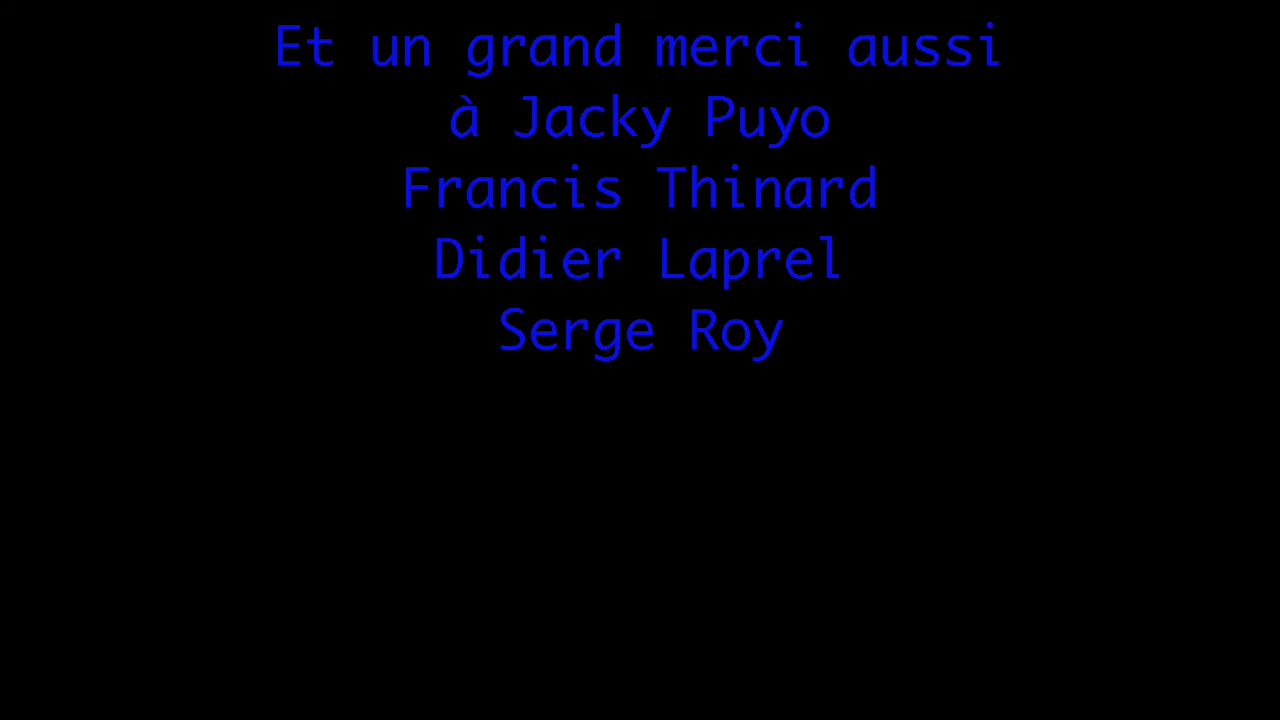 Et un grand merci aussi
à Jacky Puyo
Francis Thinard
Didier Laprel
Serge Roy